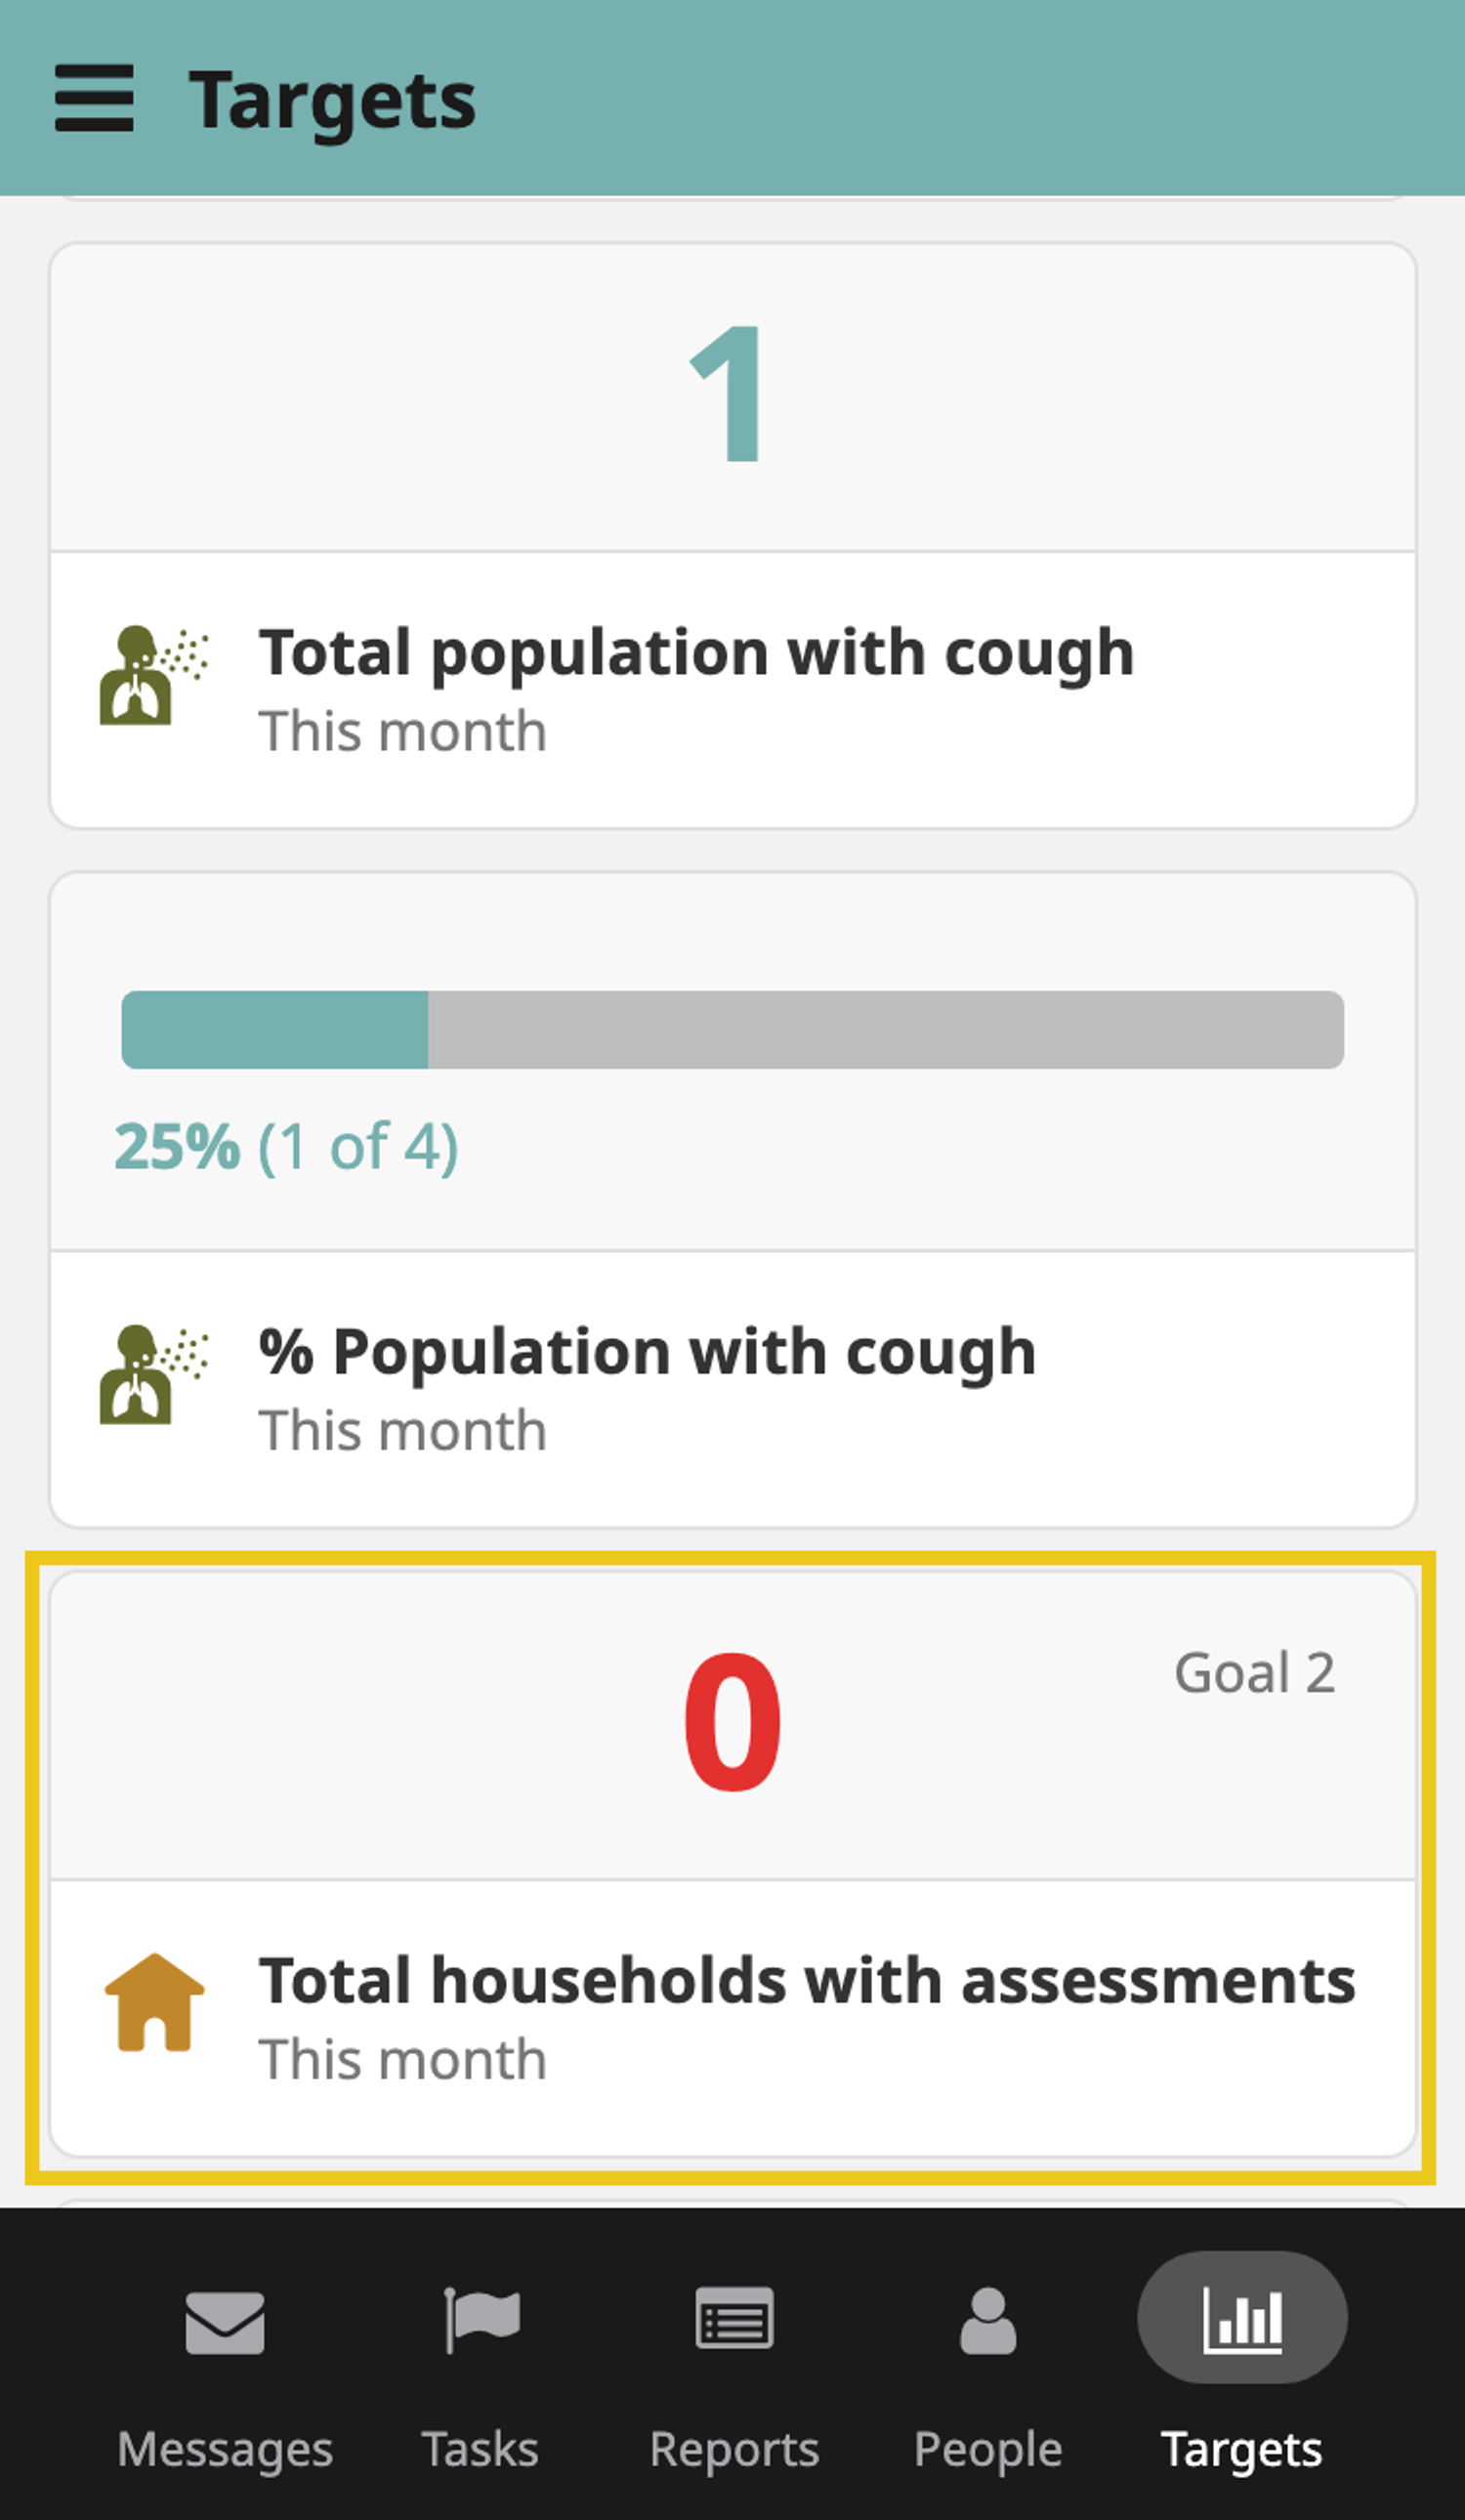 Targets
1
Total population with cough
This month
25% (1 of 4)
% Population with cough
This month
Goal 2
0
Total households with assessments
This month
Messages
Tasks
Reports
People
Targets